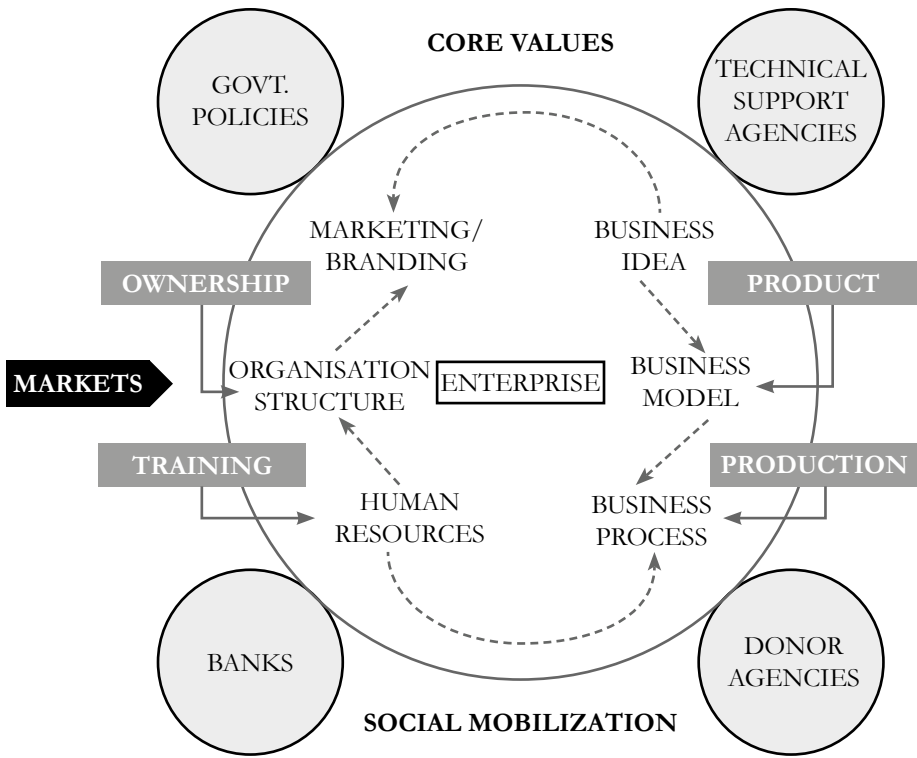 CORE VALUES
GOVT.
POLICIES
TECHNICAL
SUPPORT
AGENCIES
MARKETING/
BRANDING
BUSINESS
IDEA
OWNERSHIP
PRODUCT
MARKETS
ORGANISATION
STRUCTURE
ENTERPRISE
BUSINESS
MODEL
TRAINING
PRODUCTION
HUMAN
RESOURCES
BUSINESS
PROCESS
BANKS
DONOR
AGENCIES
SOCIAL MOBILIZATION